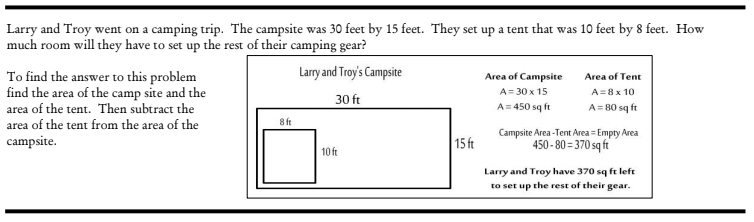 Larry and Troy went on a camping trip. The campsite was 30 feet by 15 feet. They set up a tent that was 10 feet by 8 feet. How
much room will they have to set up the rest of their camping gear?
To find the answer to this problem
find the area of the camp site and the
area of the tent. Then subtract the
area of the tent from the area of the
campsite.
Larry and Troy's Campsite
30 ft
8 ft
10 ft
15 ft
Area of Campsite
A = 30 x 15
A = 450 sq ft
Area of Tent
A = 8 x 10
A = 80 sq ft
Campsite Area -Tent Area = Empty Area
450 - 80 = 370 sq ft
Larry and Troy have 370 sq ft left
to set up the rest of their gear.